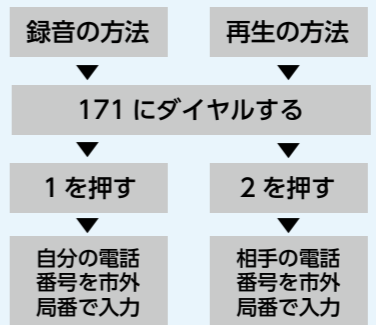 録音の方法
再生の方法
171 にダイヤルする
1 を押す
2 を押す
自分の電話
番号を市外
局番で入力
相手の電話
番号を市外
局番で入力